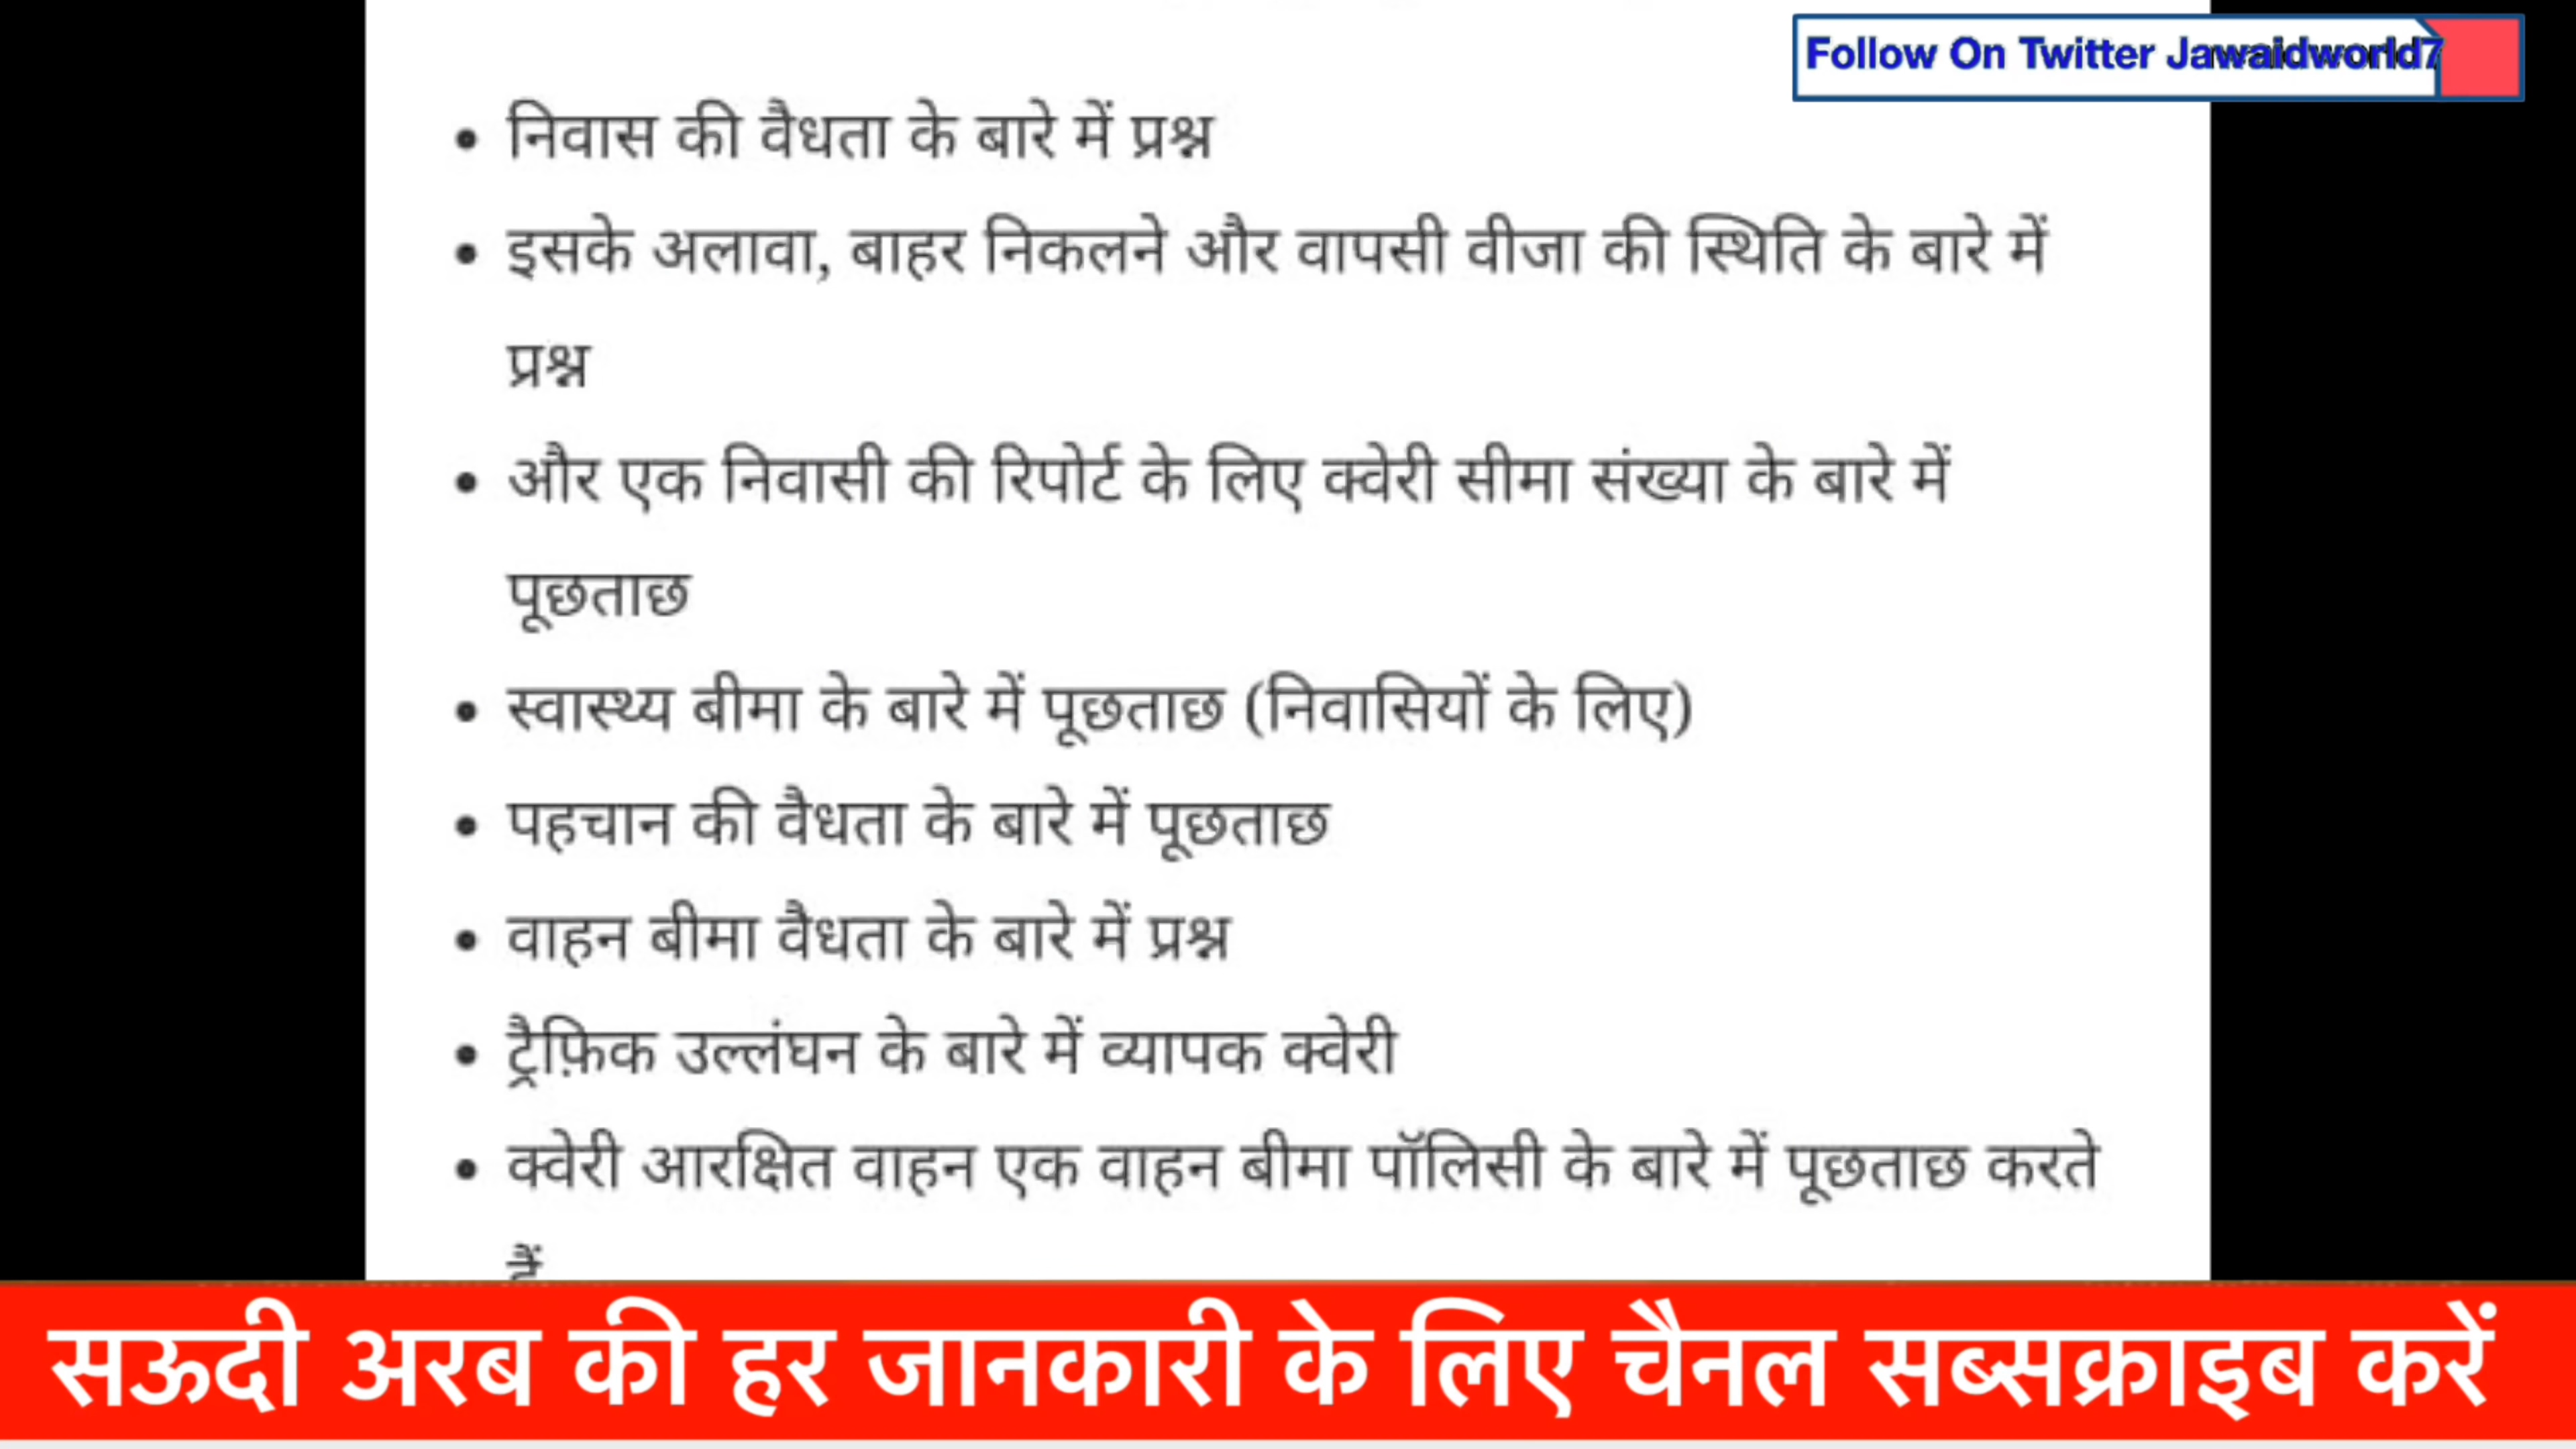 Follow On Twitter Jawaidworld7
• निवास की वैधता के बारे में प्रश्न
• इसके अलावा, बाहर निकलने और वापसी वीजा की स्थिति के बारे में
प्रश्न
• और एक निवासी की रिपोर्ट के लिए क्वेरी सीमा संख्या के बारे में
पूछताछ
• स्वास्थ्य बीमा के बारे में पूछताछ (निवासियों के लिए)
• पहचान की वैधता के बारे में पूछताछ
• वाहन बीमा वैधता के बारे में प्रश्न
• ट्रैफ़िक उल्लंघन के बारे में व्यापक क्वेरी
• क्वेरी आरक्षित वाहन एक वाहन बीमा पॉलिसी के बारे में पूछताछ करते
सऊदी अरब की हर जानकारी के लिए चैनल सब्सक्राइब करें